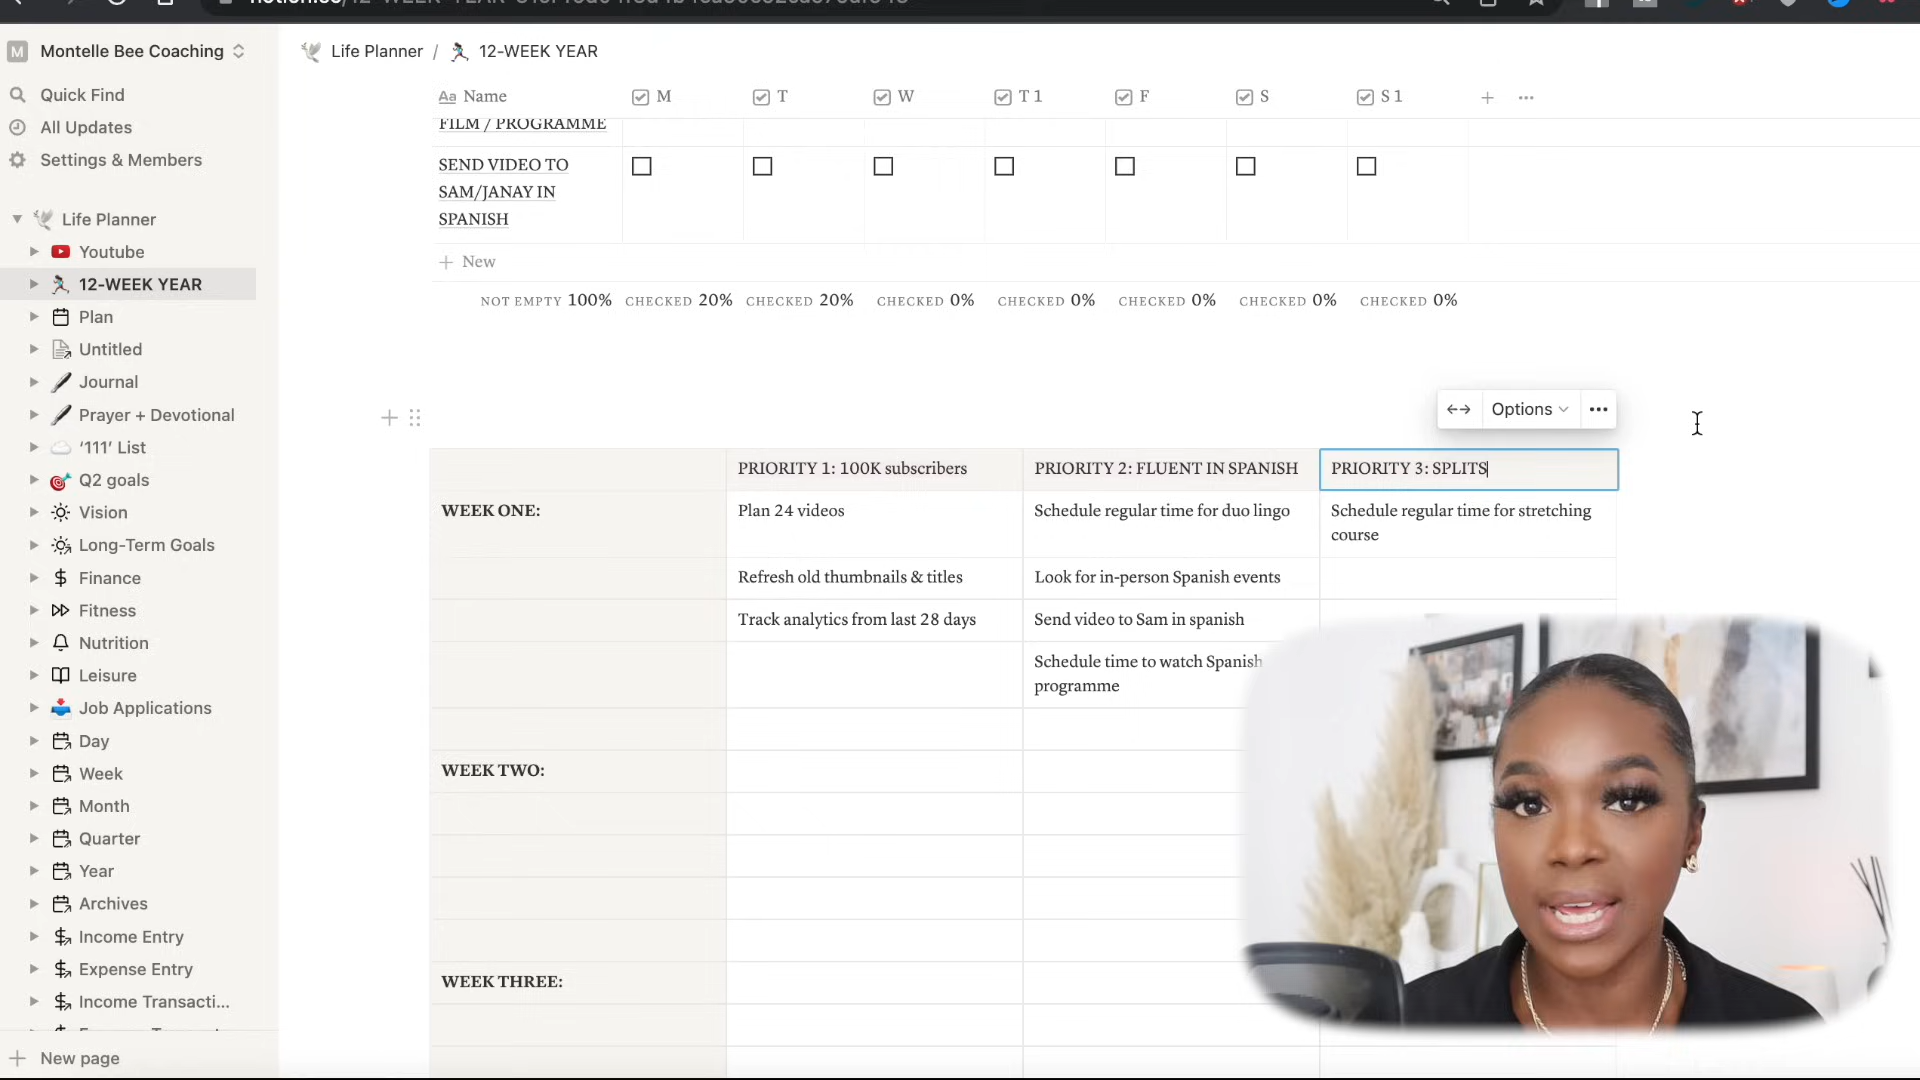 M Montelle Bee Coaching
Quick Find
All Updates
Settings & Members
Life Planner
Youtube
12-WEEK YEAR
Plan
Untitled
Journal
Prayer + Devotional
‘111’ List
Q2 goals
Vision
Long-Term Goals
Finance
Fitness
Nutrition
Leisure
Job Applications
Day
Week
Month
Quarter
Year
Archives
Income Entry
Expense Entry
Income Transacti...
New page
Life Planner / 12-WEEK YEAR
Aa Name M T W T 1 F S S 1
FILM / PROGRAMME
SEND VIDEO TO
SAM/JANAY IN
SPANISH
New
NOT EMPTY 100% CHECKED 20% CHECKED 20% CHECKED 0% CHECKED 0% CHECKED 0% CHECKED 0% CHECKED 0%
Options
PRIORITY 1: 100K subscribers PRIORITY 2: FLUENT IN SPANISH PRIORITY 3: SPLITS
WEEK ONE: Plan 24 videos Schedule regular time for duo lingo Schedule regular time for stretching
course
Refresh old thumbnails & titles Look for in-person Spanish events
Track analytics from last 28 days Send video to Sam in spanish
Schedule time to watch Spanish
programme
WEEK TWO:
WEEK THREE: